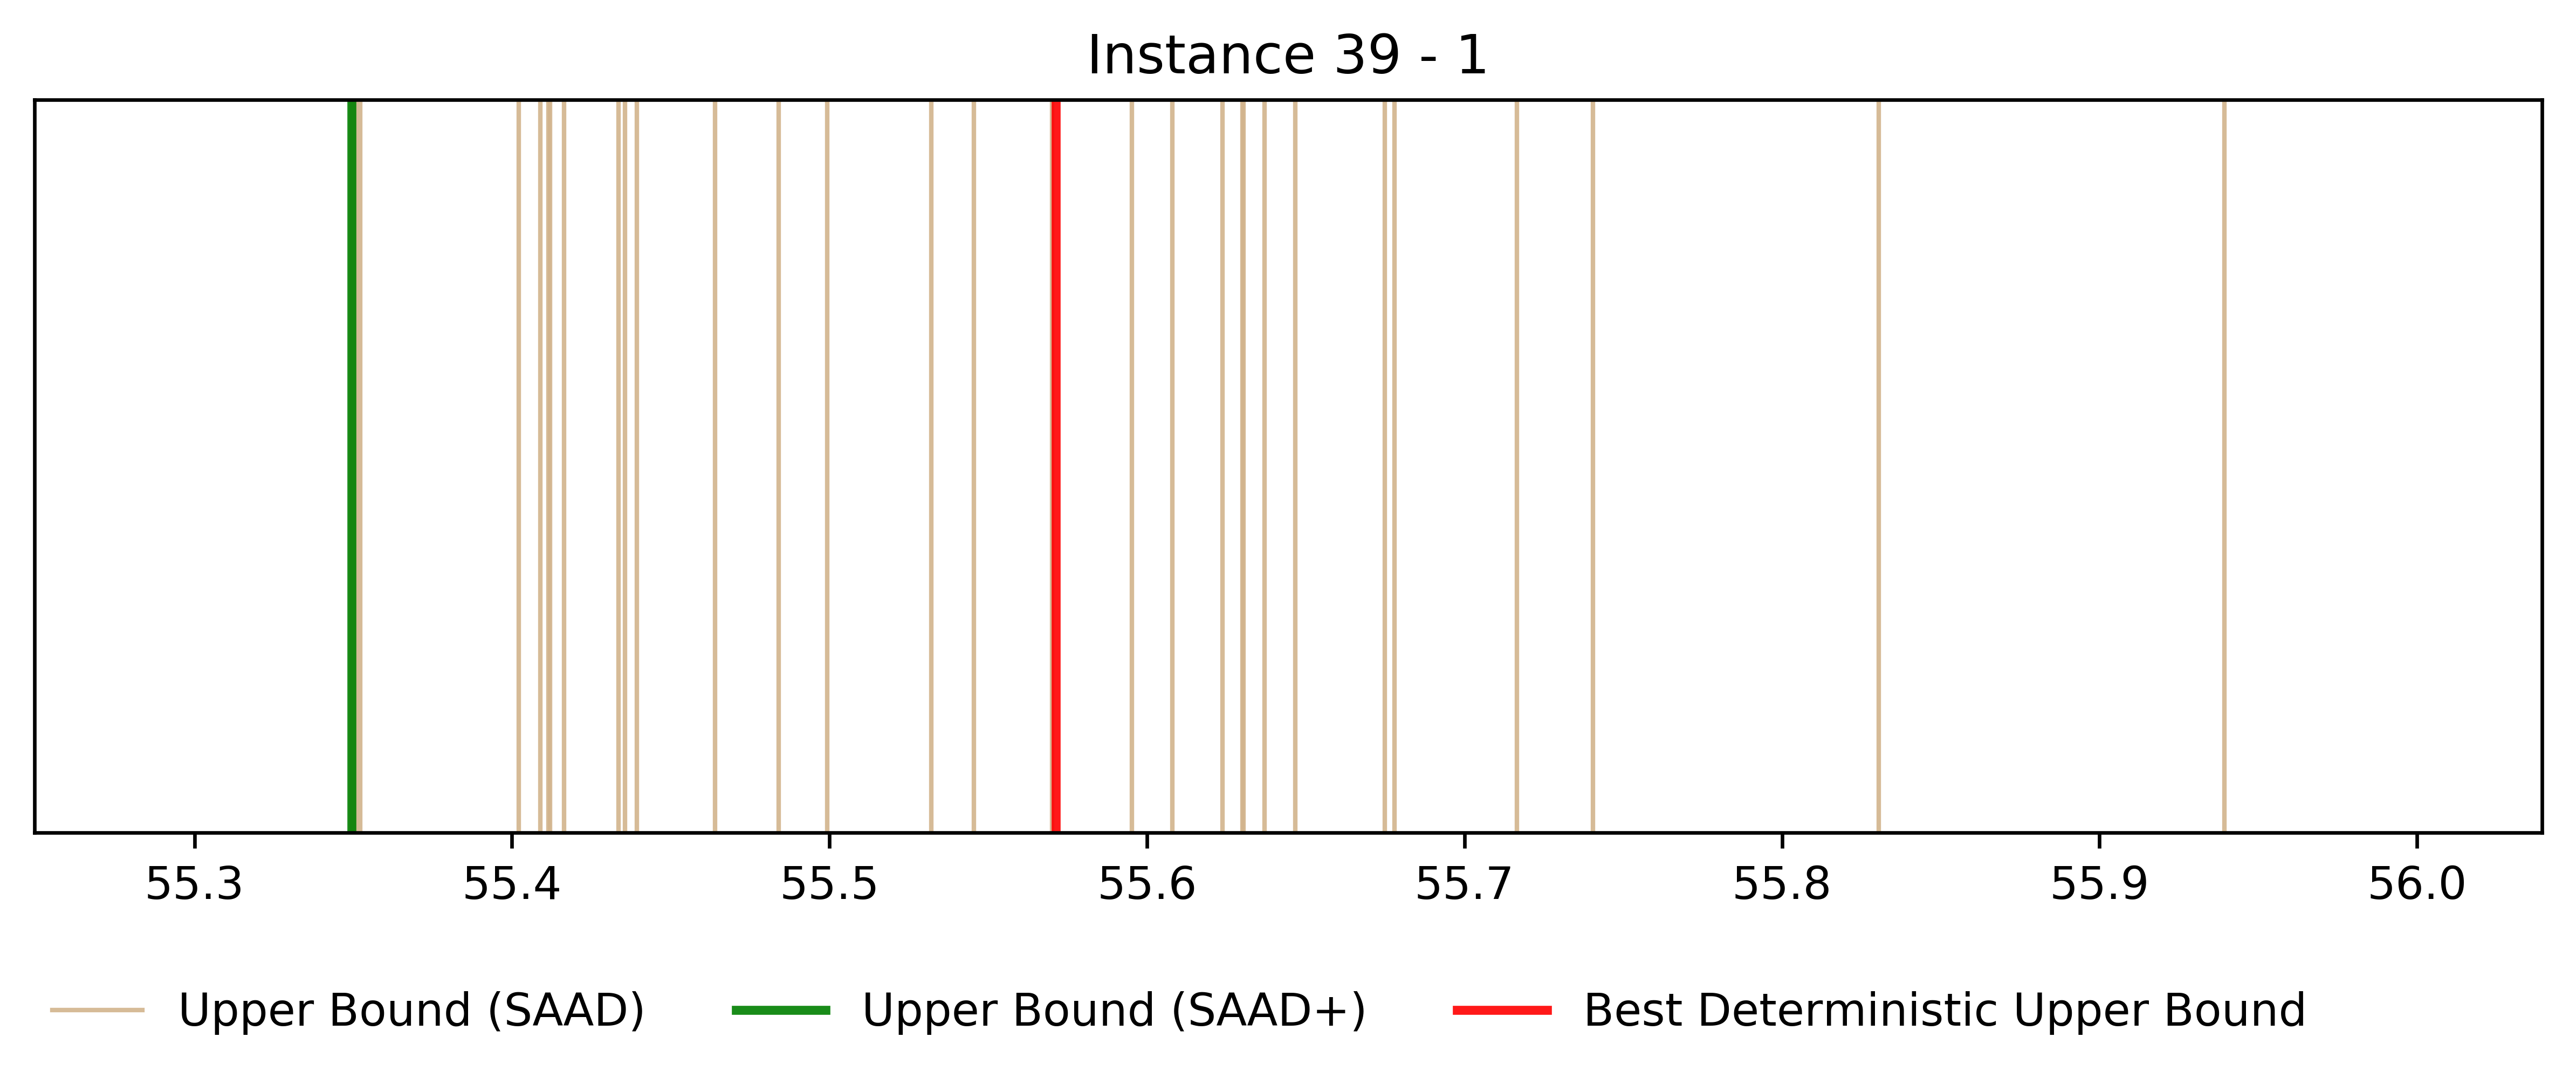 Instance 39 - 1
55.3 55.4 55.5 55.6 55.7 55.8 55.9 56.0
Upper Bound (SAAD) Upper Bound (SAAD+) Best Deterministic Upper Bound